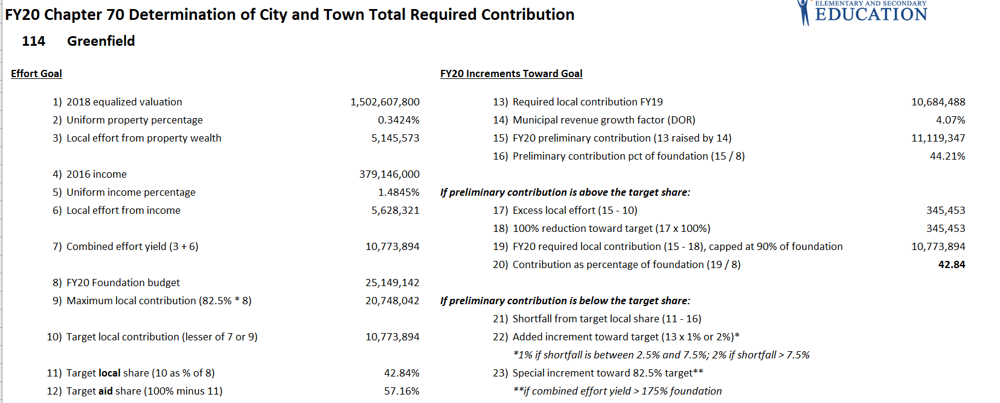 ELEMENTARY AND SECONDARY
EDUCATION
FY20 Chapter 70 Determination of City and Town Total Required Contribution
114 Greenfield
Effort Goal
1) 2018 equalized valuation 1,502,607,800
2) Uniform property percentage 0.3424%
3) Local effort from property wealth 5,145,573
4) 2016 income 379,146,000
5) Uniform income percentage 1.4845%
6) Local effort from income 5,628,321
7) Combined effort yield (3 + 6) 10,773,894
8) FY20 Foundation budget 25,149,142
9) Maximum local contribution (82.5% * 8) 20,748,042
10) Target local contribution (lesser of 7 or 9) 10,773,894
11) Target local share (10 as % of 8) 42.84%
12) Target aid share (100% minus 11) 57.16%
FY20 Increments Toward Goal
13) Required local contribution FY19 10,684,488
14) Municipal revenue growth factor (DOR) 4.07%
15) FY20 preliminary contribution (13 raised by 14) 11,119,347
16) Preliminary contribution pct of foundation (15 / 8) 44.21%
If preliminary contribution is above the target share:
17) Excess local effort (15 - 10) 345,453
18) 100% reduction toward target (17 x 100%) 345,453
19) FY20 required local contribution (15 - 18), capped at 90% of foundation 10,773,894
20) Contribution as percentage of foundation (19 / 8) 42.84
If preliminary contribution is below the target share:
21) Shortfall from target local share (11 - 16)
22) Added increment toward target (13 x 1% or 2%)*
*1% if shortfall is between 2.5% and 7.5%; 2% if shortfall > 7.5%
23) Special increment toward 82.5% target**
**if combined effort yield > 175% foundation